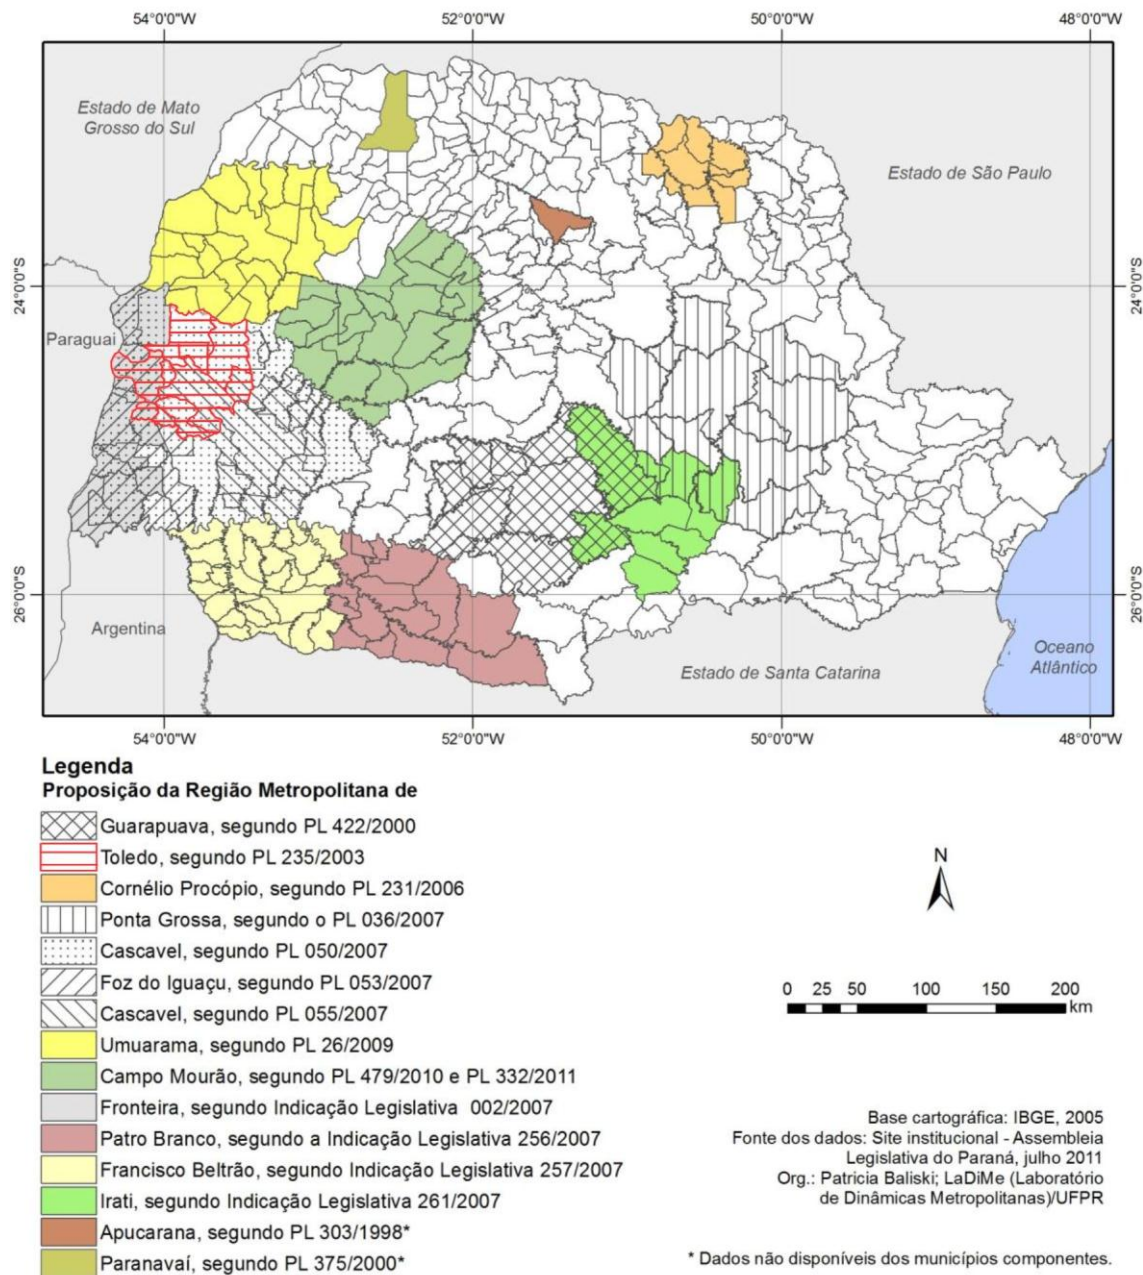 54°0'0"W 52°0'0"W 50°0'0"W 48°0'0"W
Estado de Mato
Grosso do Sul
Estado de São Paulo
24°0'0"S 24°0'0"S
Paraguai
26°0'0"S 26°0'0"S
Argentina
Estado de Santa Catarina
Oceano
Atlântico
54°0'0"W 52°0'0"W 50°0'0"W 48°0'0"W
Legenda
Proposição da Região Metropolitana de
Guarapuava, segundo PL 422/2000
Toledo, segundo PL 235/2003
Cornélio Procópio, segundo PL 231/2006
Ponta Grossa, segundo o PL 036/2007
Cascavel, segundo PL 050/2007
Foz do Iguaçu, segundo PL 053/2007
Cascavel, segundo PL 055/2007
Umuarama, segundo PL 26/2009
Campo Mourão, segundo PL 479/2010 e PL 332/2011
Fronteira, segundo Indicação Legislativa 002/2007
Patro Branco, segundo a Indicação Legislativa 256/2007
Francisco Beltrão, segundo Indicação Legislativa 257/2007
Irati, segundo Indicação Legislativa 261/2007
Apucarana, segundo PL 303/1998*
Paranavaí, segundo PL 375/2000*
N
0 25 50 100 150 200
km
Base cartográfica: IBGE, 2005
Fonte dos dados: Site institucional - Assembleia
Legislativa do Paraná, julho 2011
Org.: Patricia Baliski; LaDiMe (Laboratório
de Dinâmicas Metropolitanas)/UFPR
* Dados não disponíveis dos municípios componentes.